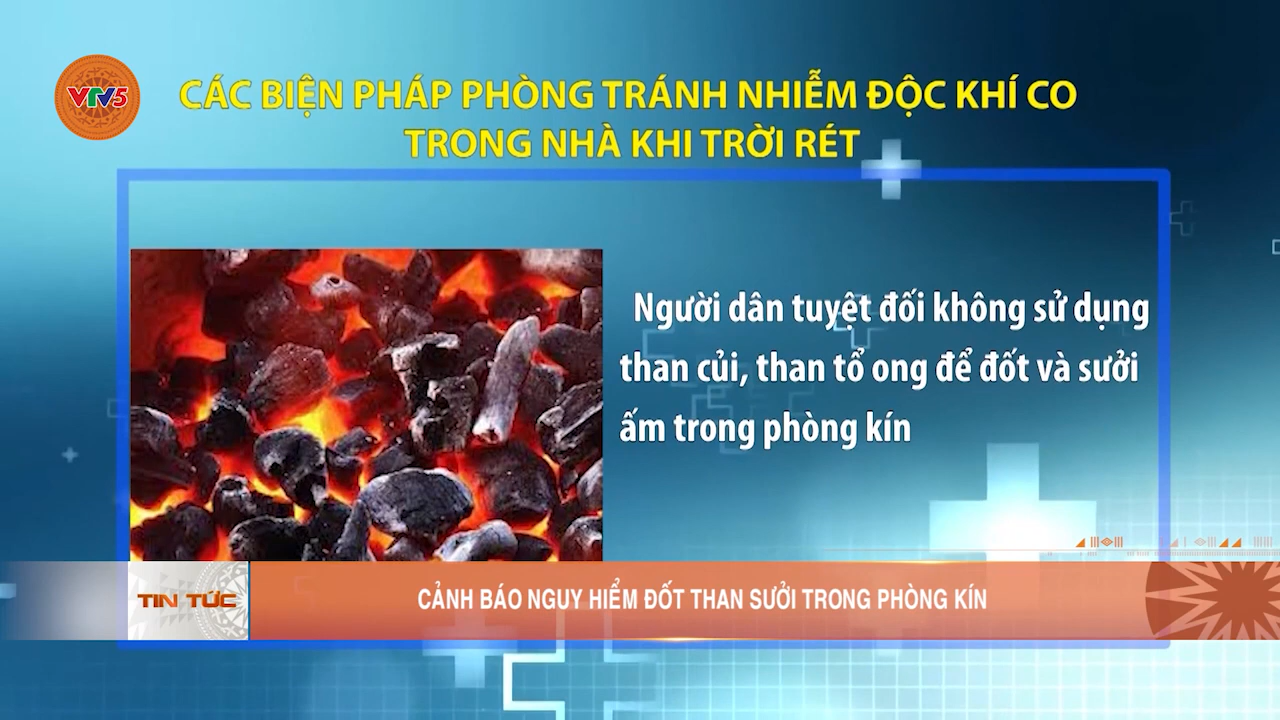 VTV5
CÁC BIỆN PHÁP PHÒNG TRÁNH NHIỄM ĐỘC KHÍ CO
TRONG NHÀ KHI TRỜI RÉT
Người dân tuyệt đối không sử dụng
than củi, than tổ ong để đốt và sưởi
ấm trong phòng kín
TIN TỨC
CẢNH BÁO NGUY HIỂM ĐỐT THAN SƯỞI TRONG PHÒNG KÍN